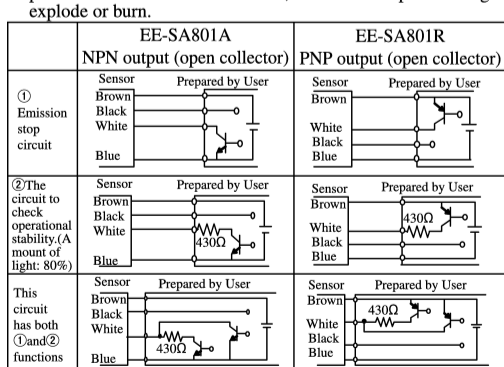 explode or burn.
EE-SA801A
NPN output (open collector)
EE-SA801R
PNP output (open collector)
①
Emission
stop
circuit
Sensor Prepared by User
Brown
Black
White
Blue
Sensor Prepared by User
Brown
White
Black
Blue
②The
circuit to
check
operational
stability.(A
mount of
light: 80%)
Sensor Prepared by User
Brown
Black
White
430Ω
Blue
Sensor Prepared by User
Brown
430Ω
White
Black
Blue
This
circuit
has both
①and②
functions
Sensor Prepared by User
Brown
Black
White
430Ω
Blue
Sensor Prepared by User
Brown
430Ω
White
Black
Blue